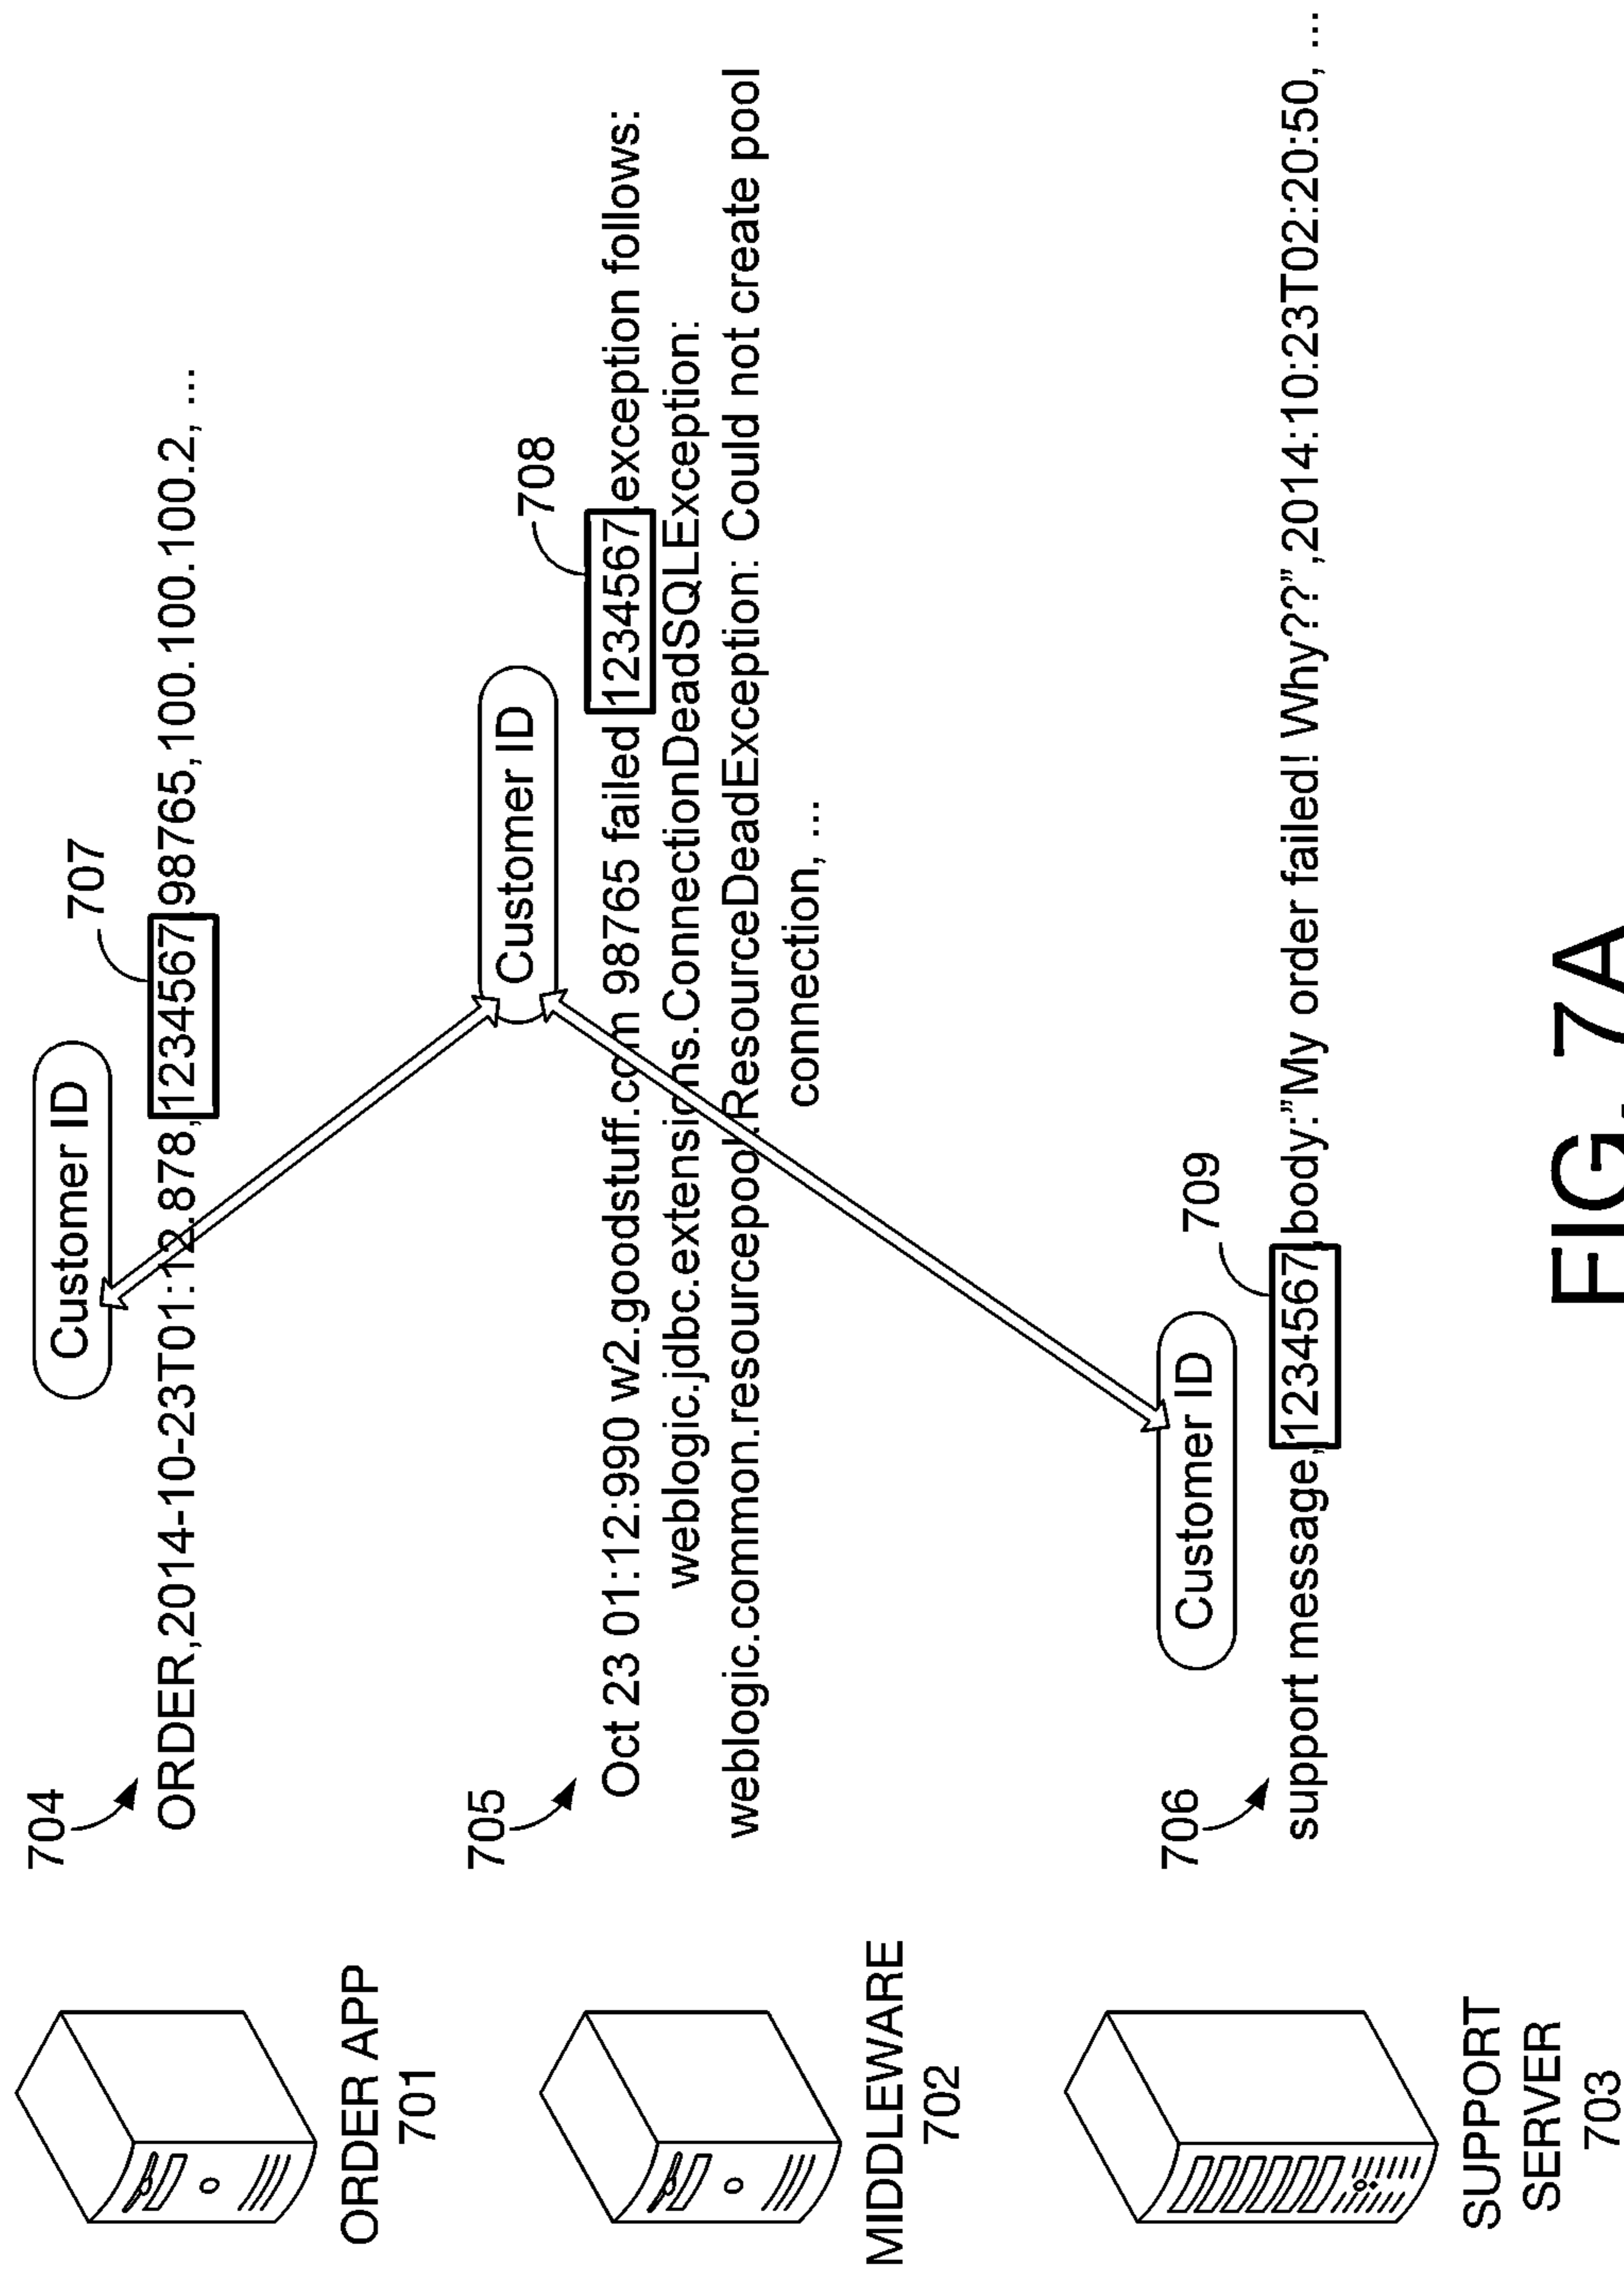 704
Customer ID
707
ORDER,2014-10-23T01:12.878,1234567,98765,100.100.100.2, ...
ORDER APP
701
705
Customer ID
708
Oct 23 01:12:990 w2.goodstuff.com 98765 failed 1234567,exception follows:
weblogic.jdbc.extensions.ConnectionDeadSQLException:
weblogic.common.resourcepool.ResourceDeadException: Could not create pool
connection, ...
MIDDLEWARE
702
706
Customer ID
709
support message,1234567,body:”My order failed! Why??”,2014:10:23T02:20:50, ...
SUPPORT
SERVER
703
FIG. 7A